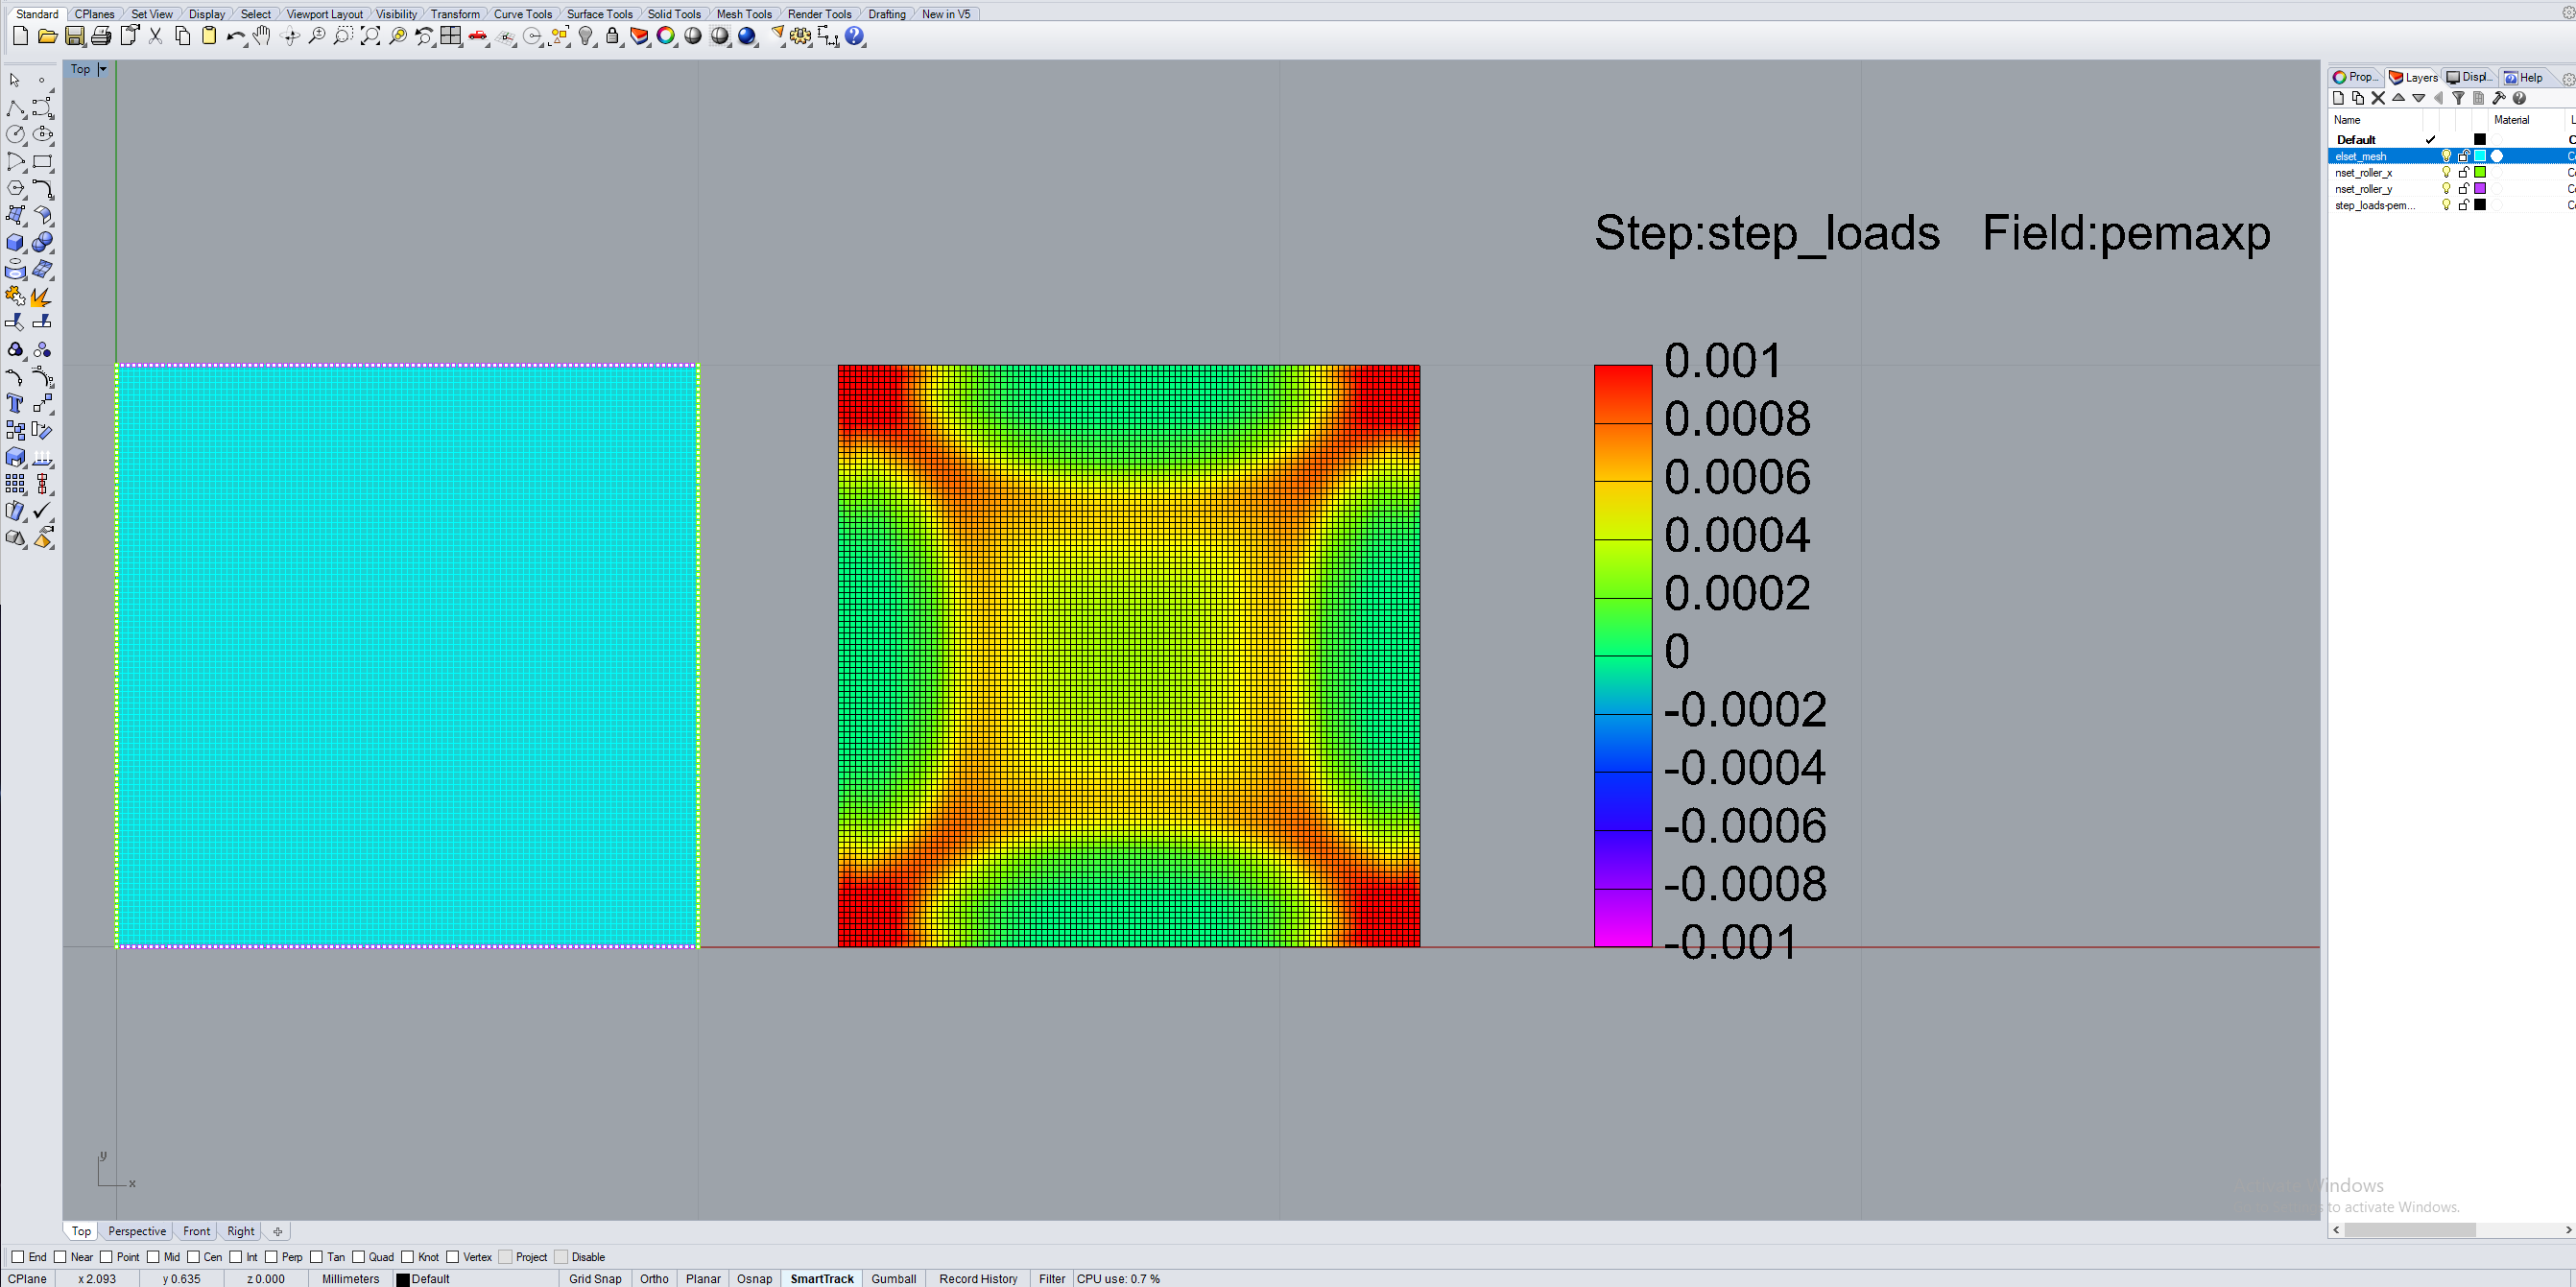 Standard CPlanes Set View Display Select Viewport Layout Visibility Transform Curve Tools Surface Tools Solid Tools Mesh Tools Render Tools Drafting New in V5
Top
Prop... Layers Displ... Help
Name Material
Default
elset_mesh
nset_roller_x
nset_roller_y
step_loads-pem...
Step:step_loads Field:pemaxp
0.001
0.0008
0.0006
0.0004
0.0002
0
-0.0002
-0.0004
-0.0006
-0.0008
-0.001
y
x
to activate Windows.
Top Perspective Front Right
End Near Point Mid Cen Int Perp Tan Quad Knot Vertex Project Disable
CPlane x 2.093 y 0.635 z 0.000 Millimeters Default Grid Snap Ortho Planar Osnap SmartTrack Gumball Record History Filter CPU use: 0.7 %